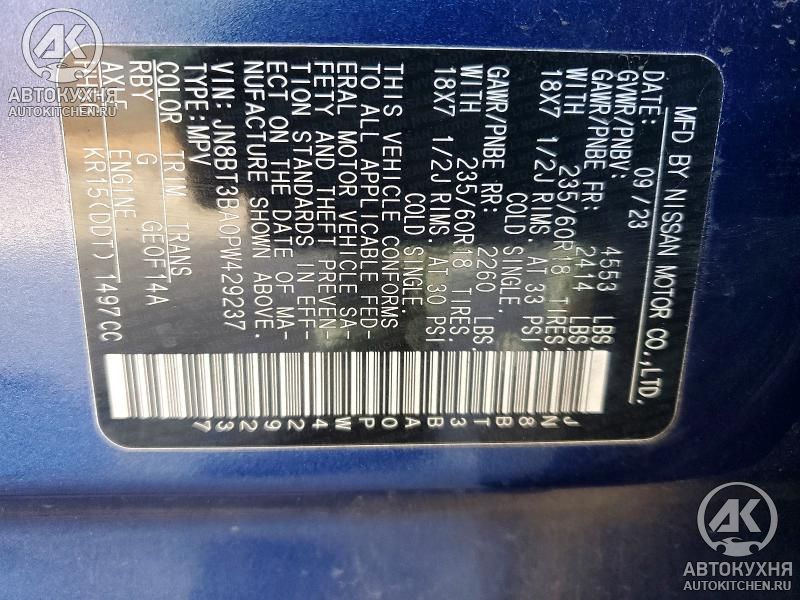 MFD BY NISSAN MOTOR CO.,LTD.
DATE: 09/23
GVWR/PNBV: 4553 LBS.
GAWR/PNBE FR: 2414 LBS.
WITH 235/60R18 TIRES.
18X7 1/2J RIMS. AT 33 PSI
COLD. SINGLE.
GAWR/PNBE RR: 2260 LBS.
WITH 235/60R18 TIRES.
18X7 1/2J RIMS. AT 30 PSI
COLD. SINGLE.
THIS VEHICLE CONFORMS
TO ALL APPLICABLE FED-
ERAL MOTOR VEHICLE SA-
FETY AND THEFT PREVEN-
TION STANDARDS IN EFF-
ECT ON THE DATE OF MA-
NUFACTURE SHOWN ABOVE.
VIN: JN8BT3BA0PW429237
TYPE: MPV
COLOR TRIM TRANS
RBY G GE0F14A
AXLE ENGINE
KR15(DDT) 1497CC
JN8BT3BA0PW429237
AK
АВТОКУХНЯ
AUTOKITCHEN.RU
AK
АВТОКУХНЯ
AUTOKITCHEN.RU